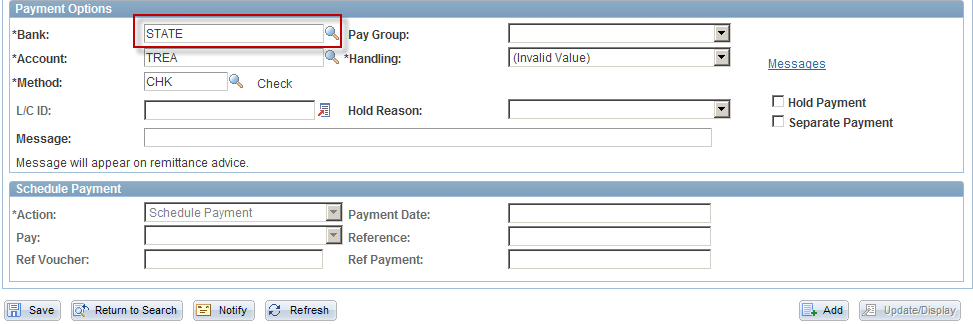 Payment Options
*Bank: STATE Pay Group:
*Account: TREA *Handling: (Invalid Value) Messages
*Method: CHK Check
L/C ID: Hold Reason: Hold Payment
Separate Payment
Message:
Message will appear on remittance advice.
Schedule Payment
*Action: Schedule Payment Payment Date:
Pay: Reference:
Ref Voucher: Ref Payment:
Save Return to Search Notify Refresh Add Update/Display